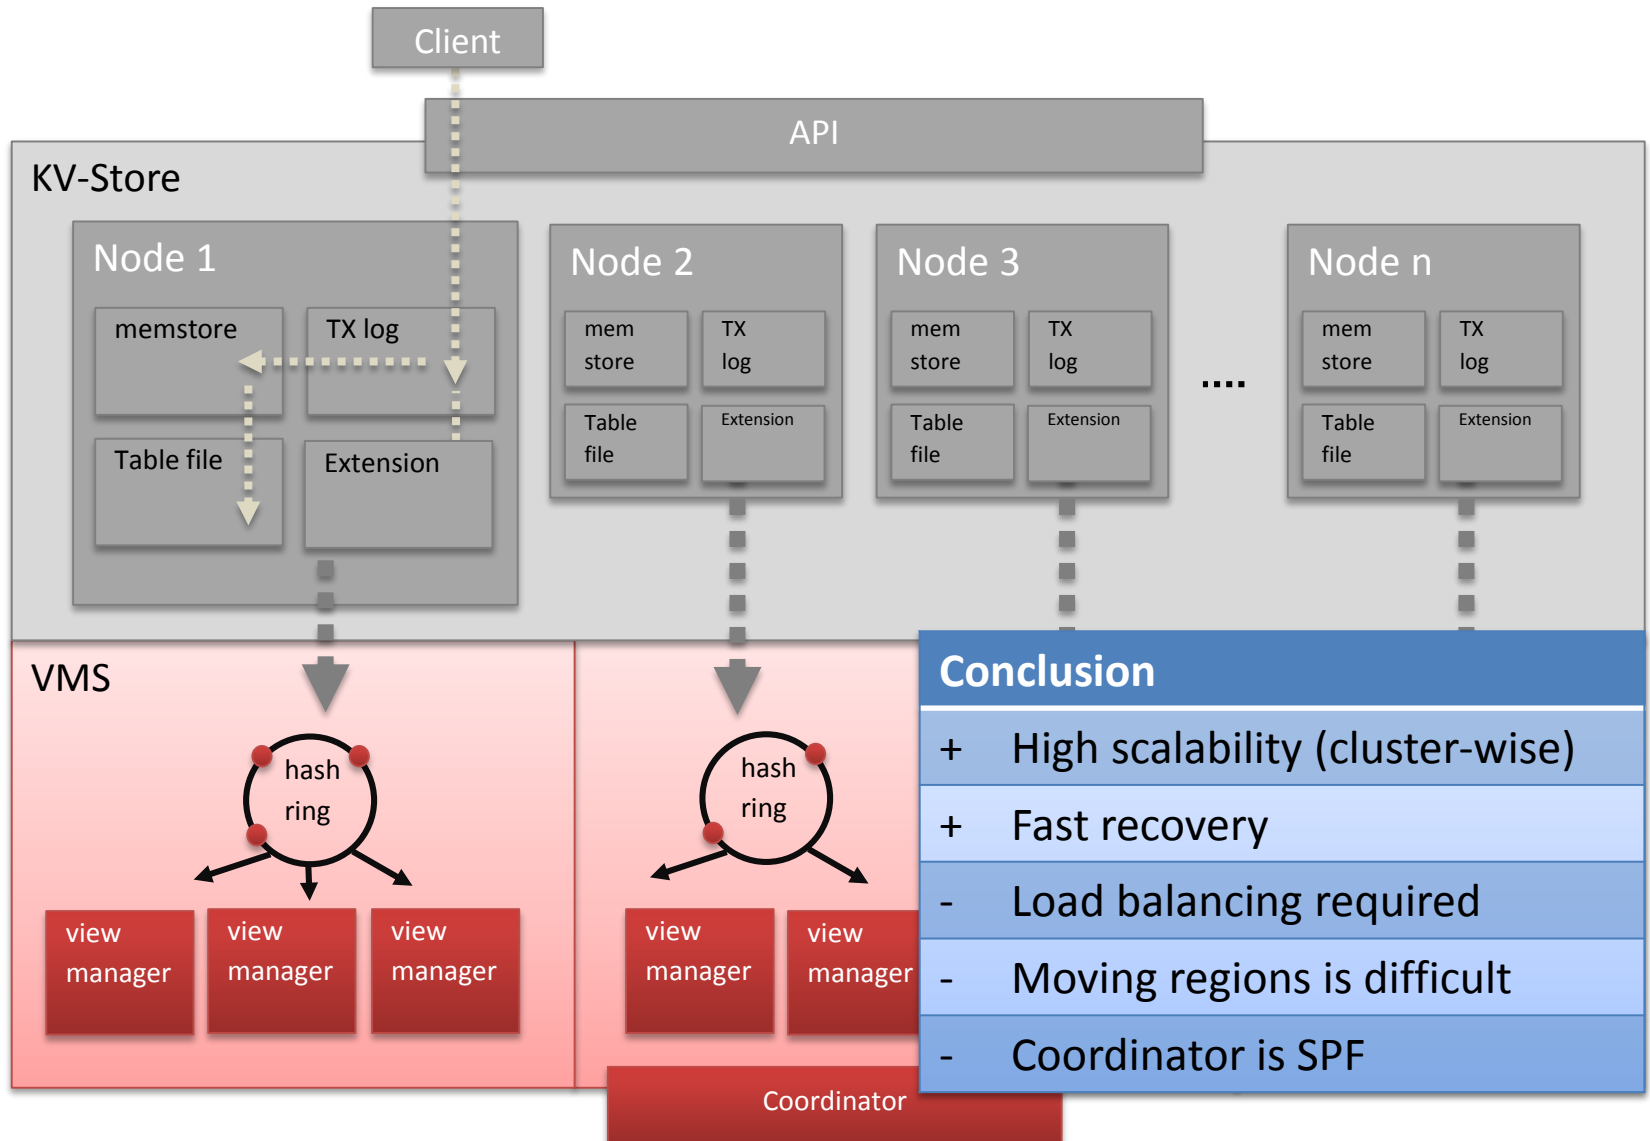 Client
API
KV-Store
Node 1
memstore
TX log
Table file
Extension
Node 2
mem
store
TX
log
Table
file
Extension
Node 3
mem
store
TX
log
Table
file
Extension
....
Node n
mem
store
TX
log
Table
file
Extension
VMS
hash
ring
view
manager
view
manager
view
manager
hash
ring
view
manager
view
manager
Coordinator
Conclusion
+ High scalability (cluster-wise)
+ Fast recovery
- Load balancing required
- Moving regions is difficult
- Coordinator is SPF